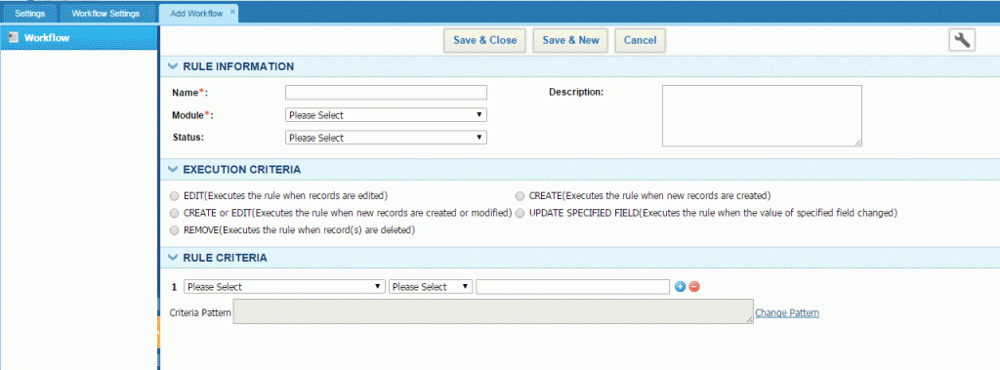 Settings Workflow Settings Add Workflow ×
Workflow
Save & Close Save & New Cancel
RULE INFORMATION
Name*: Description:
Module*: Please Select
Status: Please Select
EXECUTION CRITERIA
EDIT(Executes the rule when records are edited) CREATE(Executes the rule when new records are created)
CREATE or EDIT(Executes the rule when new records are created or modified) UPDATE SPECIFIED FIELD(Executes the rule when the value of specified field changed)
REMOVE(Executes the rule when record(s) are deleted)
RULE CRITERIA
1 Please Select Please Select
Criteria Pattern Change Pattern